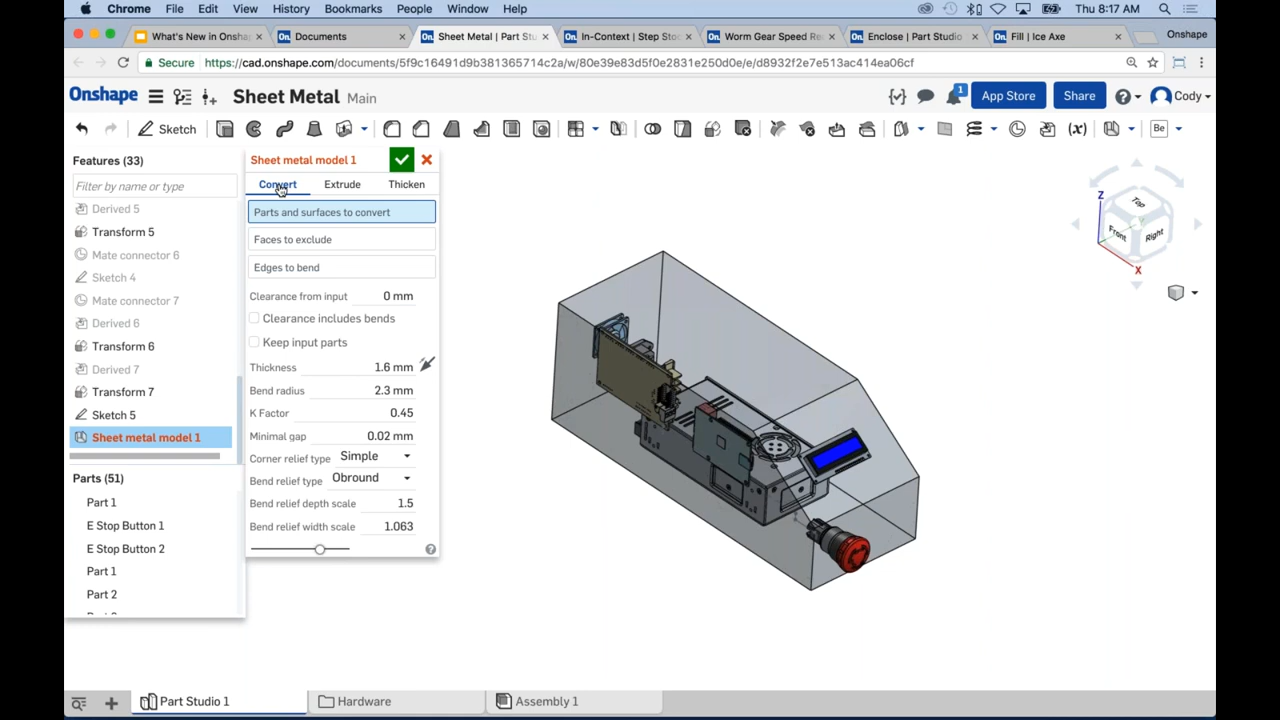 Chrome File Edit View History Bookmarks People Window Help Thu 8:17 AM
What's New in Onsha × Documents × Sheet Metal | Part Stu × In-Context | Step Stoc × Worm Gear Speed Re × Enclose | Part Studio × Fill | Ice Axe × Onshape
Secure https://cad.onshape.com/documents/5f9c16491d9b381365714c2a/w/80e39e83d5f0e2831e250d0e/e/d8932f2e7e513ac414ea06cf
Onshape Sheet Metal Main 1 App Store Share Cody
Sketch (x) Be
Features (33)
Filter by name or type
Derived 5
Transform 5
Mate connector 6
Sketch 4
Mate connector 7
Derived 6
Transform 6
Derived 7
Transform 7
Sketch 5
Sheet metal model 1
Parts (51)
Part 1
E Stop Button 1
E Stop Button 2
Part 1
Part 2
Sheet metal model 1
Convert Extrude Thicken
Parts and surfaces to convert
Faces to exclude
Edges to bend
Clearance from input 0 mm
Clearance includes bends
Keep input parts
Thickness 1.6 mm
Bend radius 2.3 mm
K Factor 0.45
Minimal gap 0.02 mm
Corner relief type Simple
Bend relief type Obround
Bend relief depth scale 1.5
Bend relief width scale 1.063
Z
Top
Front Right
X
Part Studio 1 Hardware Assembly 1